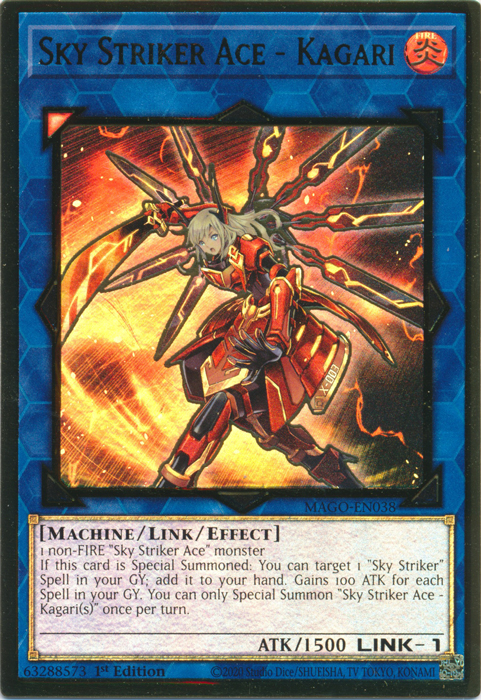 SKY STRIKER ACE - KAGARI
FIRE
炎
X-003
MAGO-EN038
[MACHINE/LINK/EFFECT]
1 non-FIRE "Sky Striker Ace" monster
If this card is Special Summoned: You can target 1 "Sky Striker"
Spell in your GY; add it to your hand. Gains 100 ATK for each
Spell in your GY. You can only Special Summon "Sky Striker Ace -
Kagari(s)" once per turn.
ATK/1500 LINK-1
63288573 1st Edition ©2020 Studio Dice/SHUEISHA, TV TOKYO, KONAMI